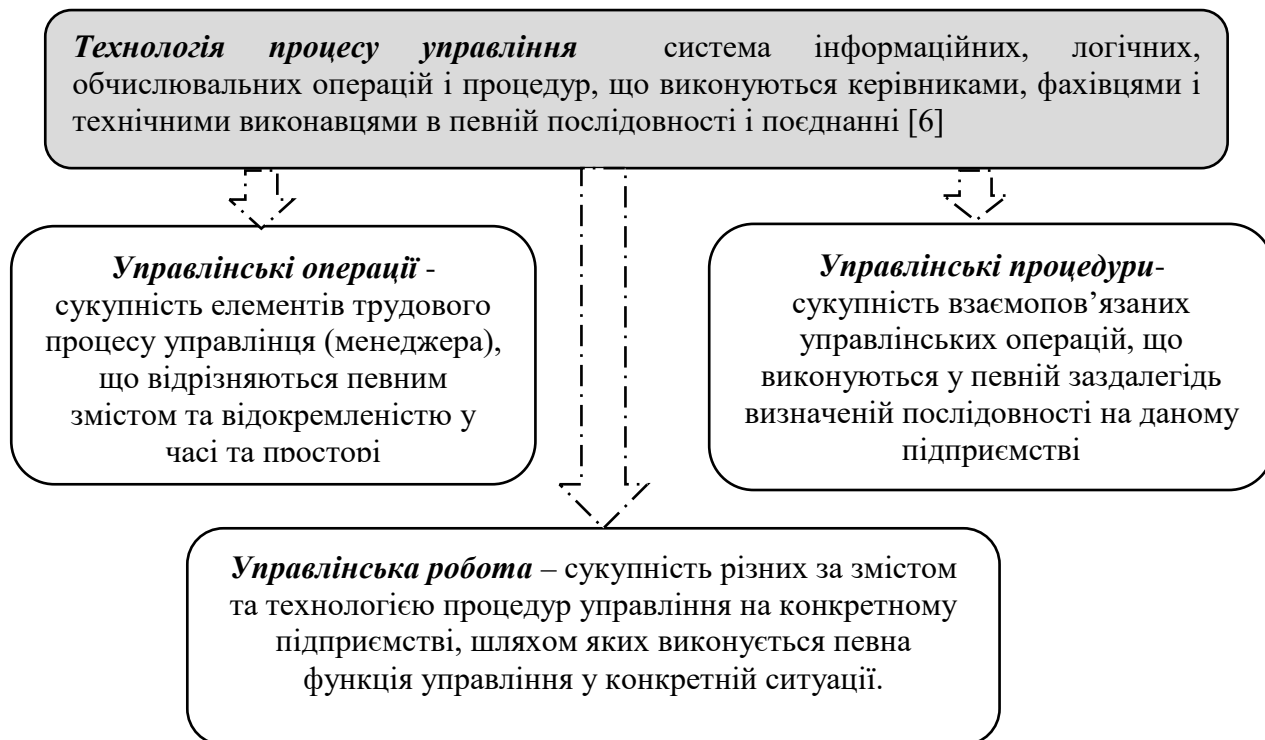 Технологія процесу управління система інформаційних, логічних,
обчислювальних операцій і процедур, що виконуються керівниками, фахівцями і
технічними виконавцями в певній послідовності і поєднанні [6]
Управлінські операції -
сукупність елементів трудового
процесу управлінця (менеджера),
що відрізняються певним
змістом та відокремленістю у
часі та просторі
Управлінські процедури-
сукупність взаємопов’язаних
управлінських операцій, що
виконуються у певній заздалегідь
визначеній послідовності на даному
підприємстві
Управлінська робота – сукупність різних за змістом
та технологією процедур управління на конкретному
підприємстві, шляхом яких виконується певна
функція управління у конкретній ситуації.